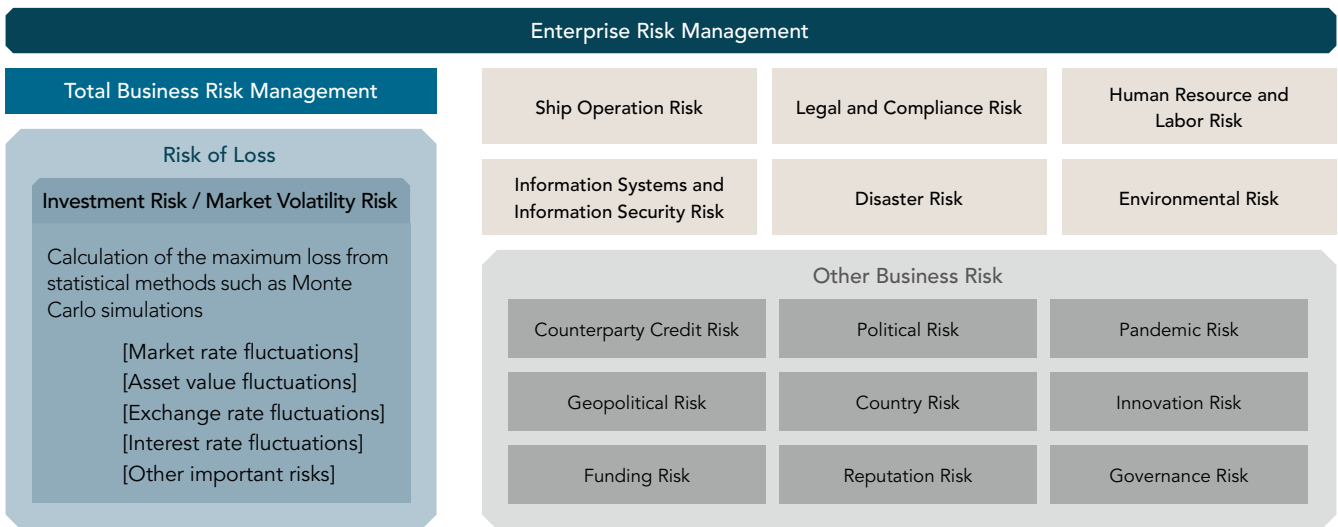 Enterprise Risk Management
Total Business Risk Management
Risk of Loss
Investment Risk / Market Volatility Risk
Calculation of the maximum loss from
statistical methods such as Monte
Carlo simulations
[Market rate fluctuations]
[Asset value fluctuations]
[Exchange rate fluctuations]
[Interest rate fluctuations]
[Other important risks]
Ship Operation Risk
Legal and Compliance Risk
Human Resource and
Labor Risk
Information Systems and
Information Security Risk
Disaster Risk
Environmental Risk
Other Business Risk
Counterparty Credit Risk
Political Risk
Pandemic Risk
Geopolitical Risk
Country Risk
Innovation Risk
Funding Risk
Reputation Risk
Governance Risk